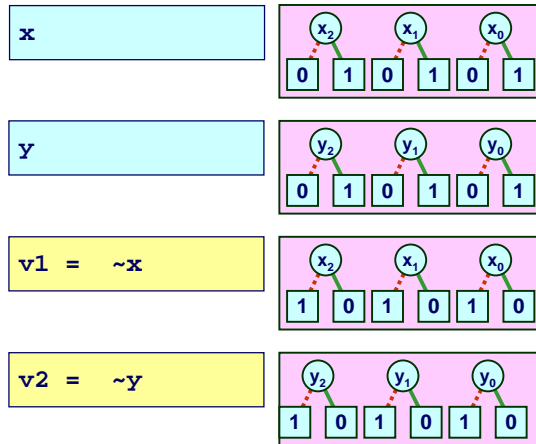 x
x₂ x₁ x₀
0 1 0 1 0 1
y
y₂ y₁ y₀
0 1 0 1 0 1
v1 = ~x
x₂ x₁ x₀
1 0 1 0 1 0
v2 = ~y
y₂ y₁ y₀
1 0 1 0 1 0